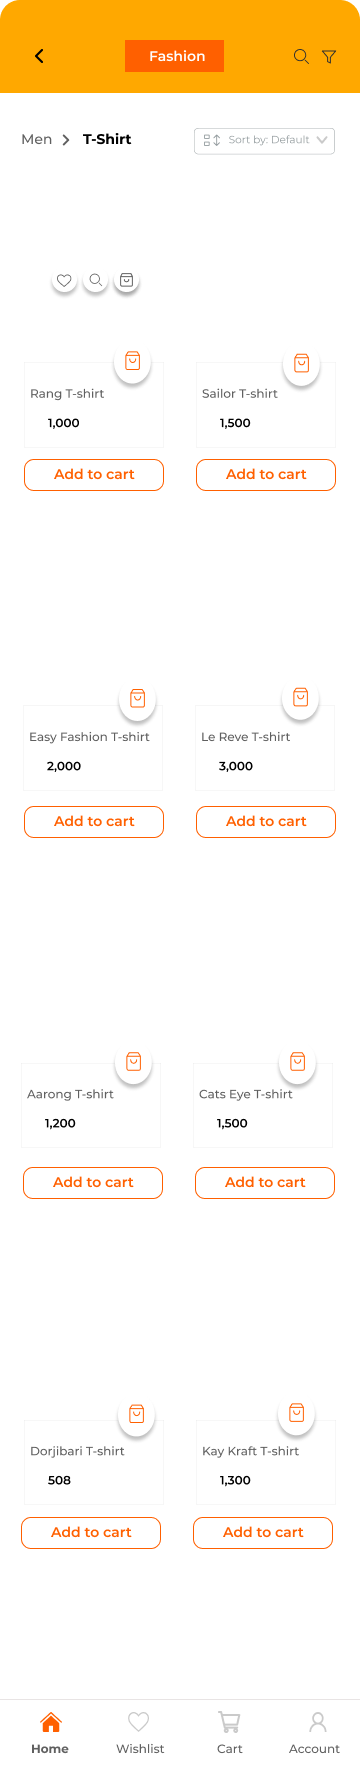 Fashion
Men > T-Shirt
Sort by: Default
Rang T-shirt
1,000
Sailor T-shirt
1,500
Add to cart
Add to cart
Easy Fashion T-shirt
2,000
Le Reve T-shirt
3,000
Add to cart
Add to cart
Aarong T-shirt
1,200
Cats Eye T-shirt
1,500
Add to cart
Add to cart
Dorjibari T-shirt
508
Kay Kraft T-shirt
1,300
Add to cart
Add to cart
Home
Wishlist
Cart
Account